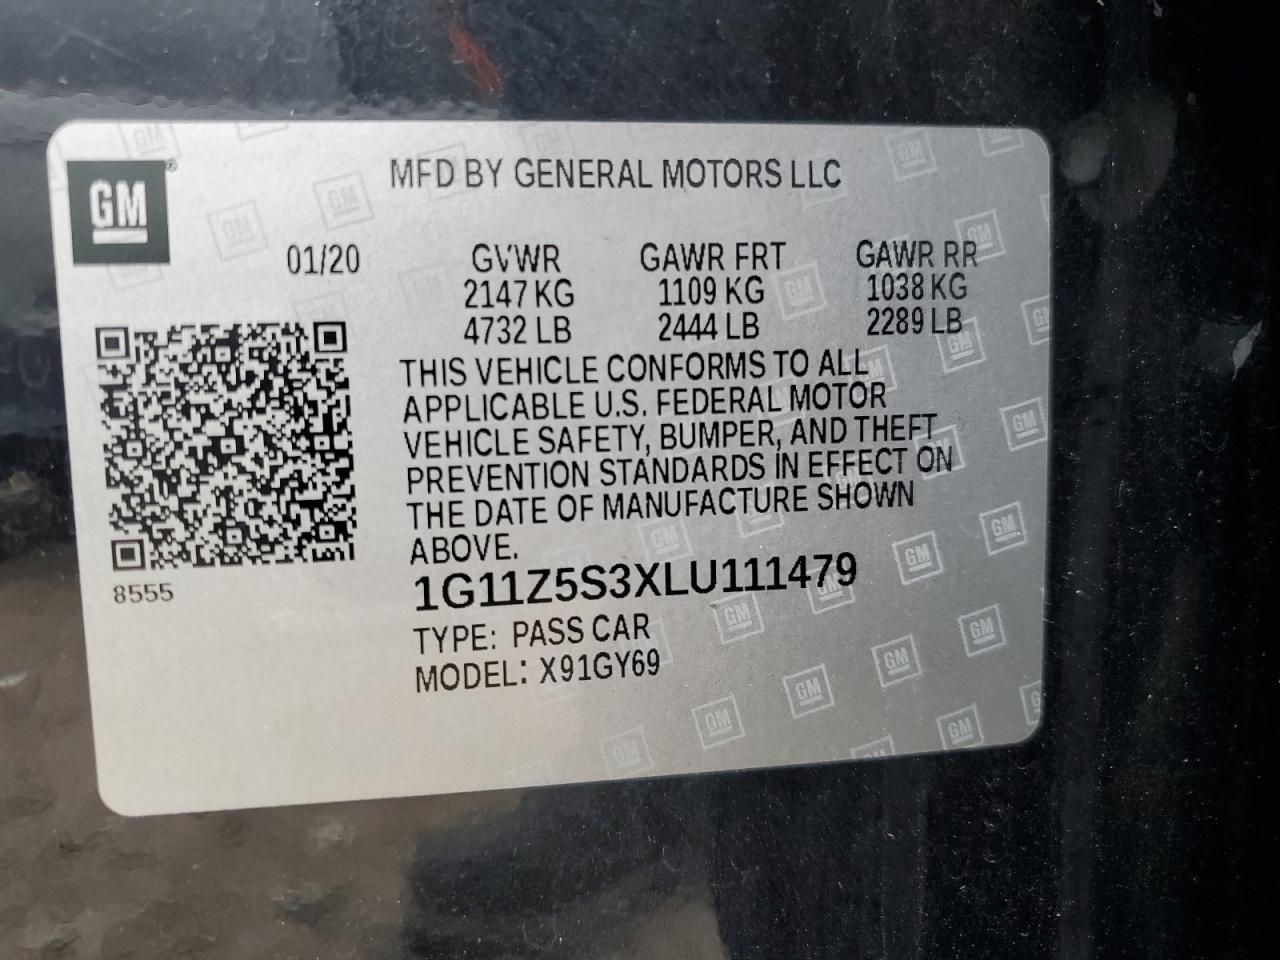 GM
MFD BY GENERAL MOTORS LLC
01/20 GVWR GAWR FRT GAWR RR
2147 KG 1109 KG 1038 KG
4732 LB 2444 LB 2289 LB
THIS VEHICLE CONFORMS TO ALL
APPLICABLE U.S. FEDERAL MOTOR
VEHICLE SAFETY, BUMPER, AND THEFT
PREVENTION STANDARDS IN EFFECT ON
THE DATE OF MANUFACTURE SHOWN
ABOVE.
8555
1G11Z5S3XLU111479
TYPE: PASS CAR
MODEL: X91GY69